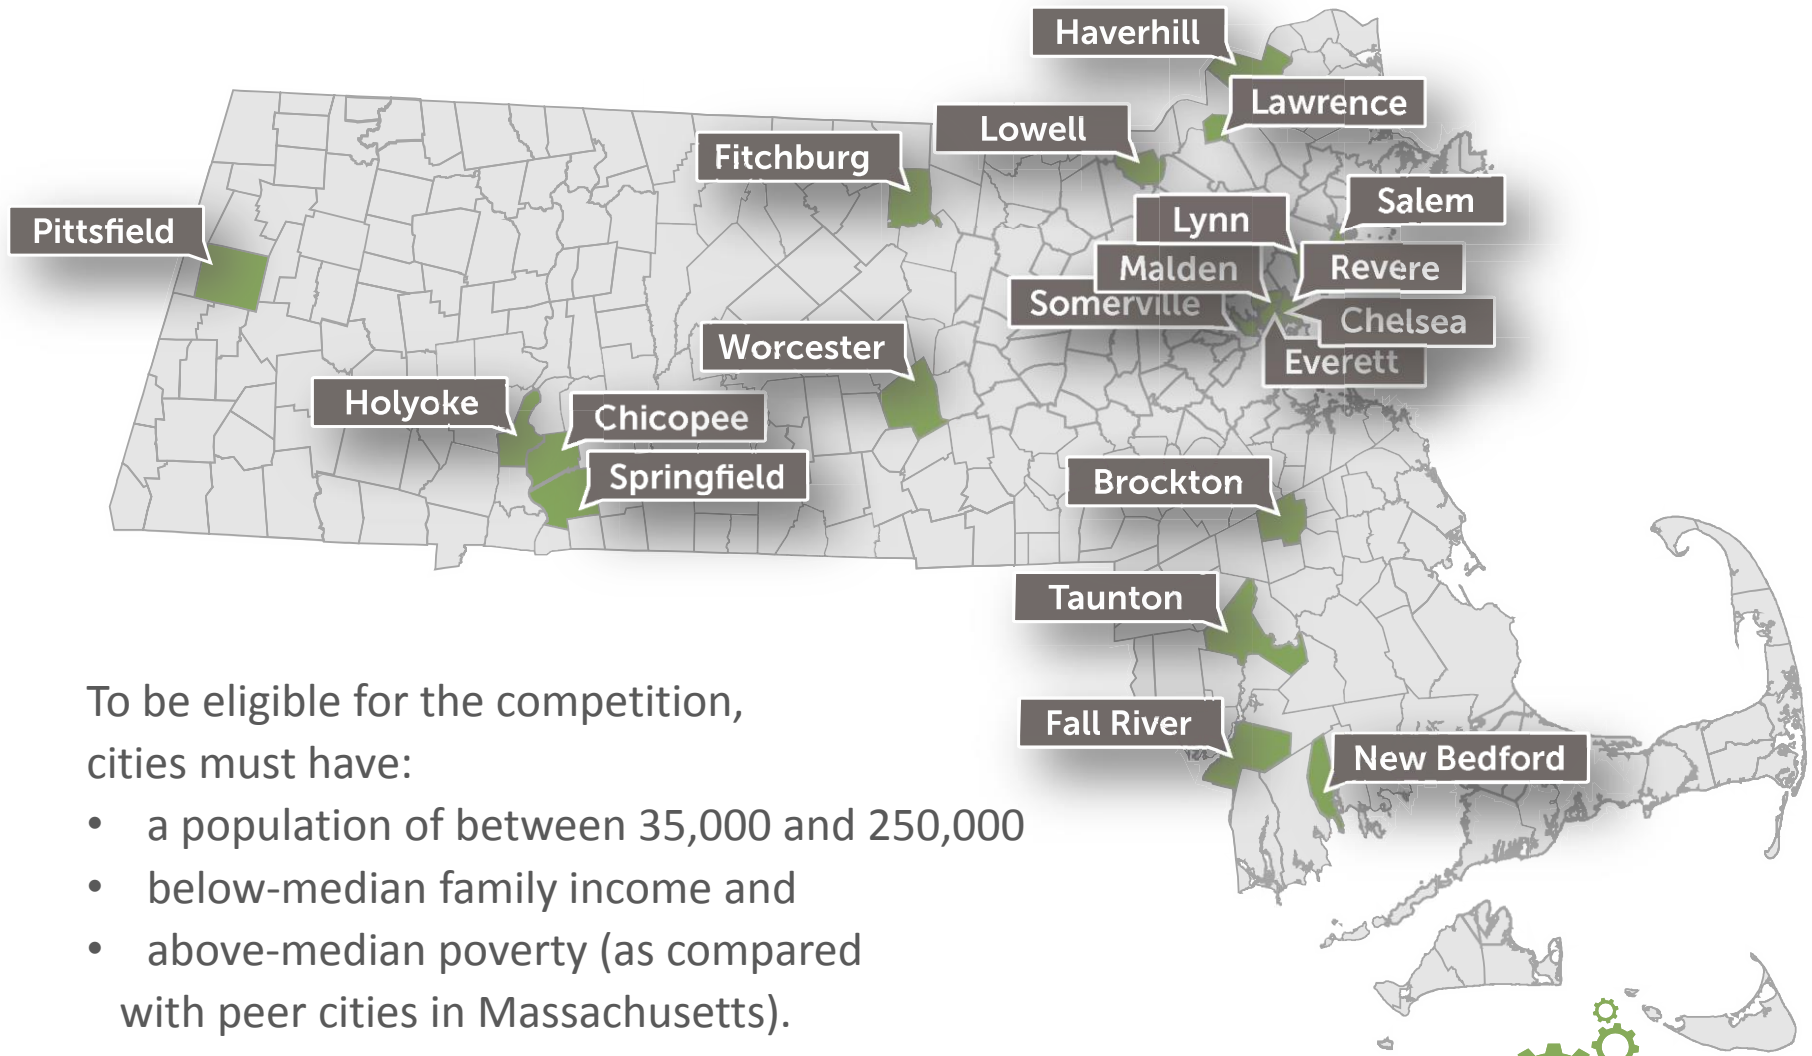 Haverhill
Lawrence
Lowell
Fitchburg
Salem
Lynn
Pittsfield
Malden
Revere
Somerville
Chelsea
Worcester
Everett
Holyoke
Chicopee
Springfield
Brockton
Taunton
Fall River
New Bedford
To be eligible for the competition,
cities must have:
• a population of between 35,000 and 250,000
• below-median family income and
• above-median poverty (as compared
with peer cities in Massachusetts).